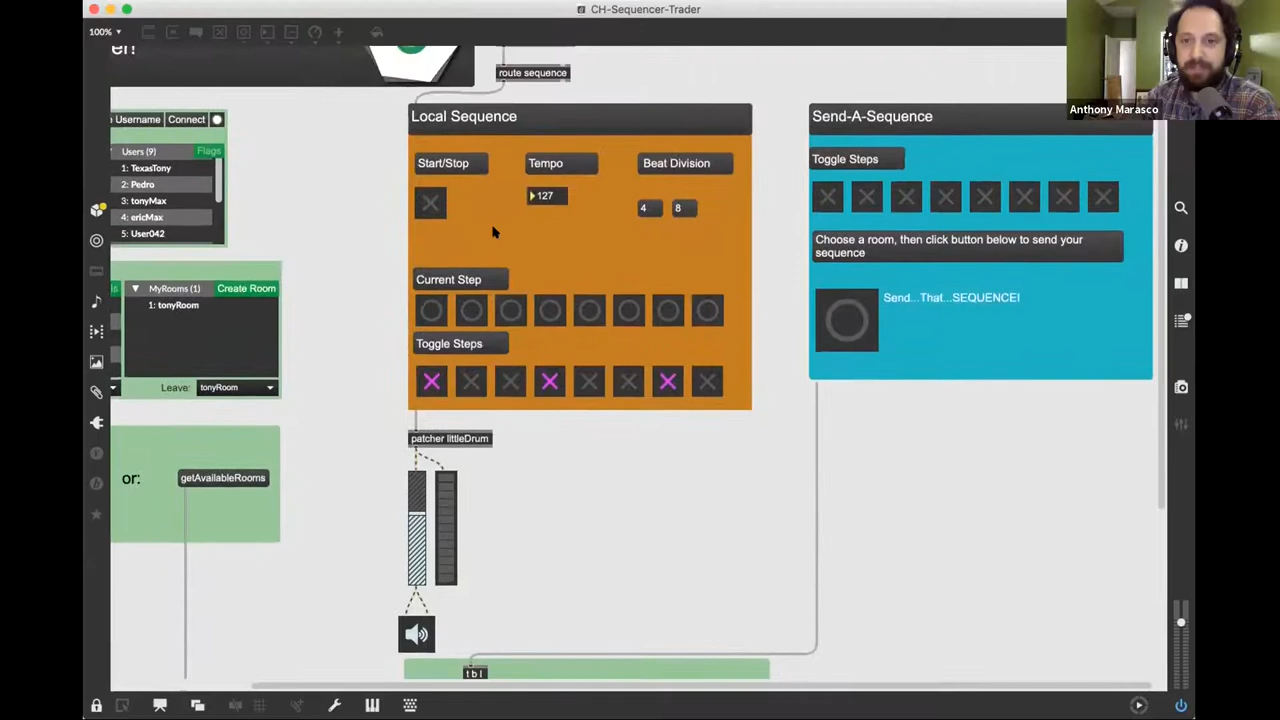 CH-Sequencer-Trader
100%
Anthony Marasco
route sequence
Username
Connect
Users (9)
Flags
1: TexasTony
2: Pedro
3: tonyMax
4: ericMax
5: User042
MyRooms (1)
Create Room
1: tonyRoom
Leave:
tonyRoom
or:
getAvailableRooms
Local Sequence
Start/Stop
Tempo
Beat Division
127
4
8
Current Step
Toggle Steps
patcher littleDrum
t b l
Send-A-Sequence
Toggle Steps
Choose a room, then click button below to send your
sequence
Send...That...SEQUENCE!